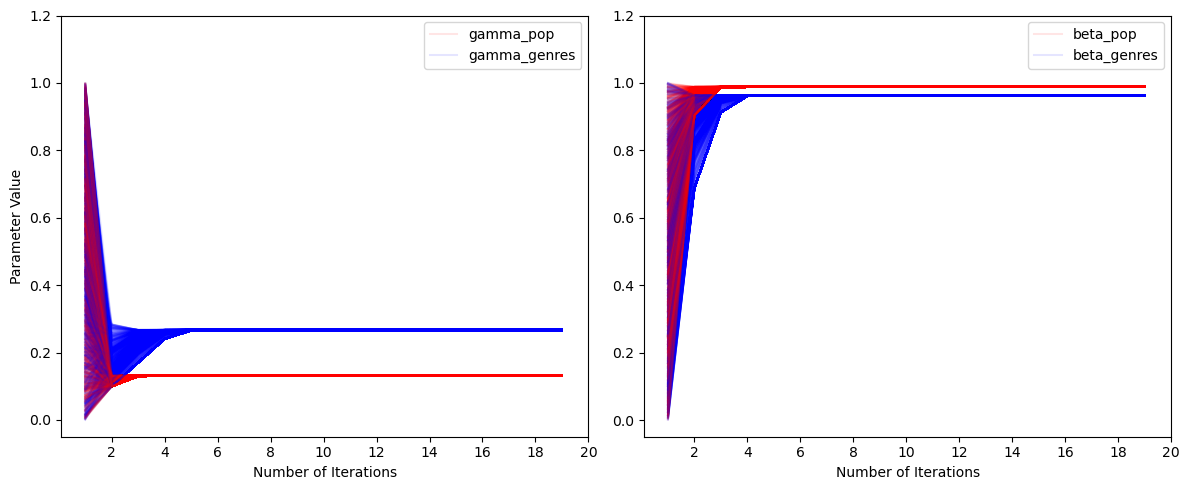 1.2
1.0
0.8
0.6
0.4
0.2
0.0
Parameter Value
2 4 6 8 10 12 14 16 18 20
Number of Iterations
gamma_pop
gamma_genres
1.2
1.0
0.8
0.6
0.4
0.2
0.0
2 4 6 8 10 12 14 16 18 20
Number of Iterations
beta_pop
beta_genres